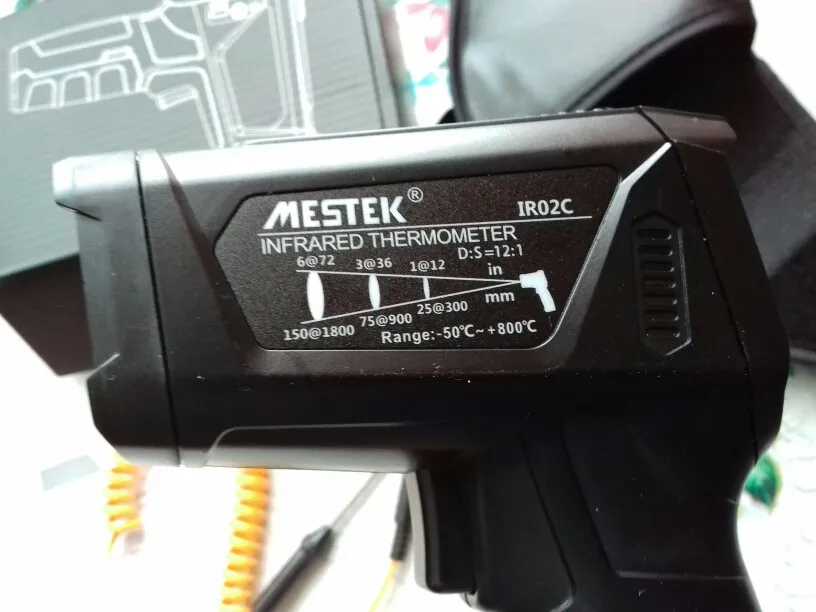 MESTEK®
IR02C
INFRARED THERMOMETER
D:S=12:1
6@72 3@36 1@12 in
150@1800 75@900 25@300 mm
Range:-50℃~+800℃